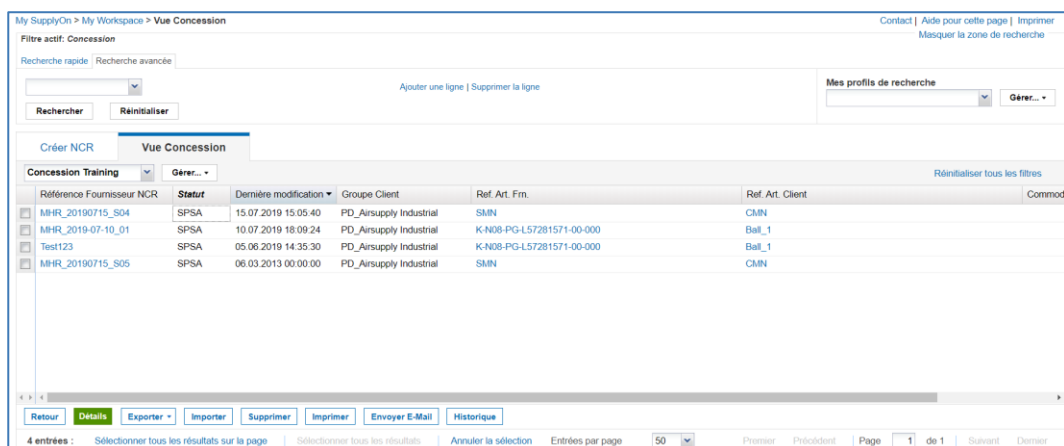 My SupplyOn > My Workspace > Vue Concession
Contact | Aide pour cette page | Imprimer
Filtre actif: Concession
Masquer la zone de recherche
Recherche rapide Recherche avancée
Mes profils de recherche
Ajouter une ligne | Supprimer la ligne
Gérer...
Rechercher Réinitialiser
Créer NCR Vue Concession
Concession Training Gérer... Réinitialiser tous les filtres
Référence Fournisseur NCR Statut Dernière modification Groupe Client Ref. Art. Frn. Ref. Art. Client Commod
MHR_20190715_S04 SPSA 15.07.2019 15:05:40 PD_Airsupply Industrial SMN CMN
MHR_2019-07-10_01 SPSA 10.07.2019 18:09:24 PD_Airsupply Industrial K-N08-PG-L57281571-00-000 Ball_1
Test123 SPSA 05.06.2019 14:35:30 PD_Airsupply Industrial K-N08-PG-L57281571-00-000 Ball_1
MHR_20190715_S05 SPSA 06.03.2013 00:00:00 PD_Airsupply Industrial SMN CMN
Retour Détails Exporter Importer Supprimer Imprimer Envoyer E-Mail Historique
4 entrées : Sélectionner tous les résultats sur la page | Sélectionner tous les résultats | Annuler la sélection Entrées par page 50 Premier Précédent | Page 1 de 1 | Suivant Dernier